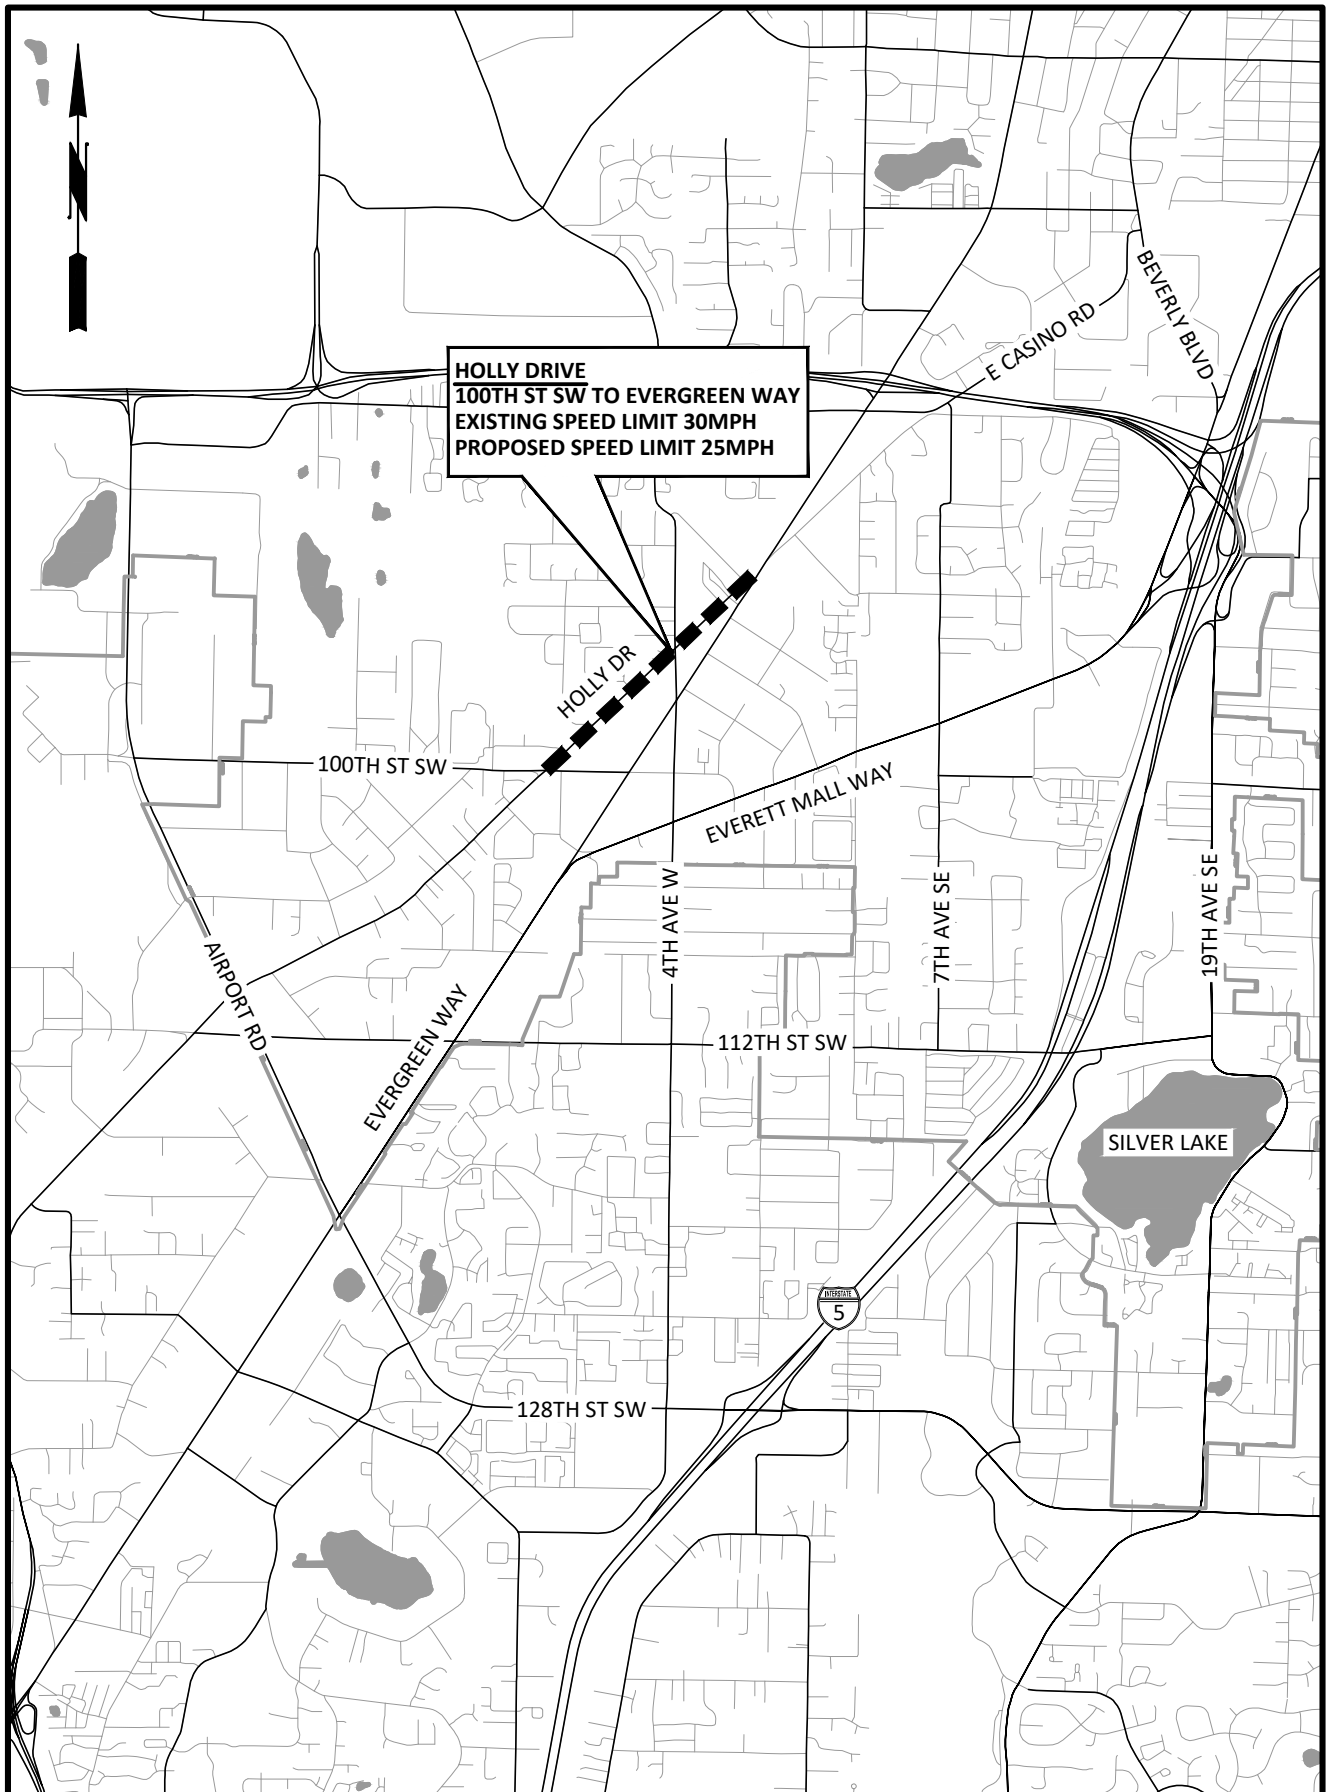 N
BEVERLY BLVD
E CASINO RD
HOLLY DRIVE
100TH ST SW TO EVERGREEN WAY
EXISTING SPEED LIMIT 30MPH
PROPOSED SPEED LIMIT 25MPH
HOLLY DR
100TH ST SW
EVERETT MALL WAY
4TH AVE W
7TH AVE SE
19TH AVE SE
AIRPORT RD
EVERGREEN WAY
112TH ST SW
SILVER LAKE
INTERSTATE
5
128TH ST SW